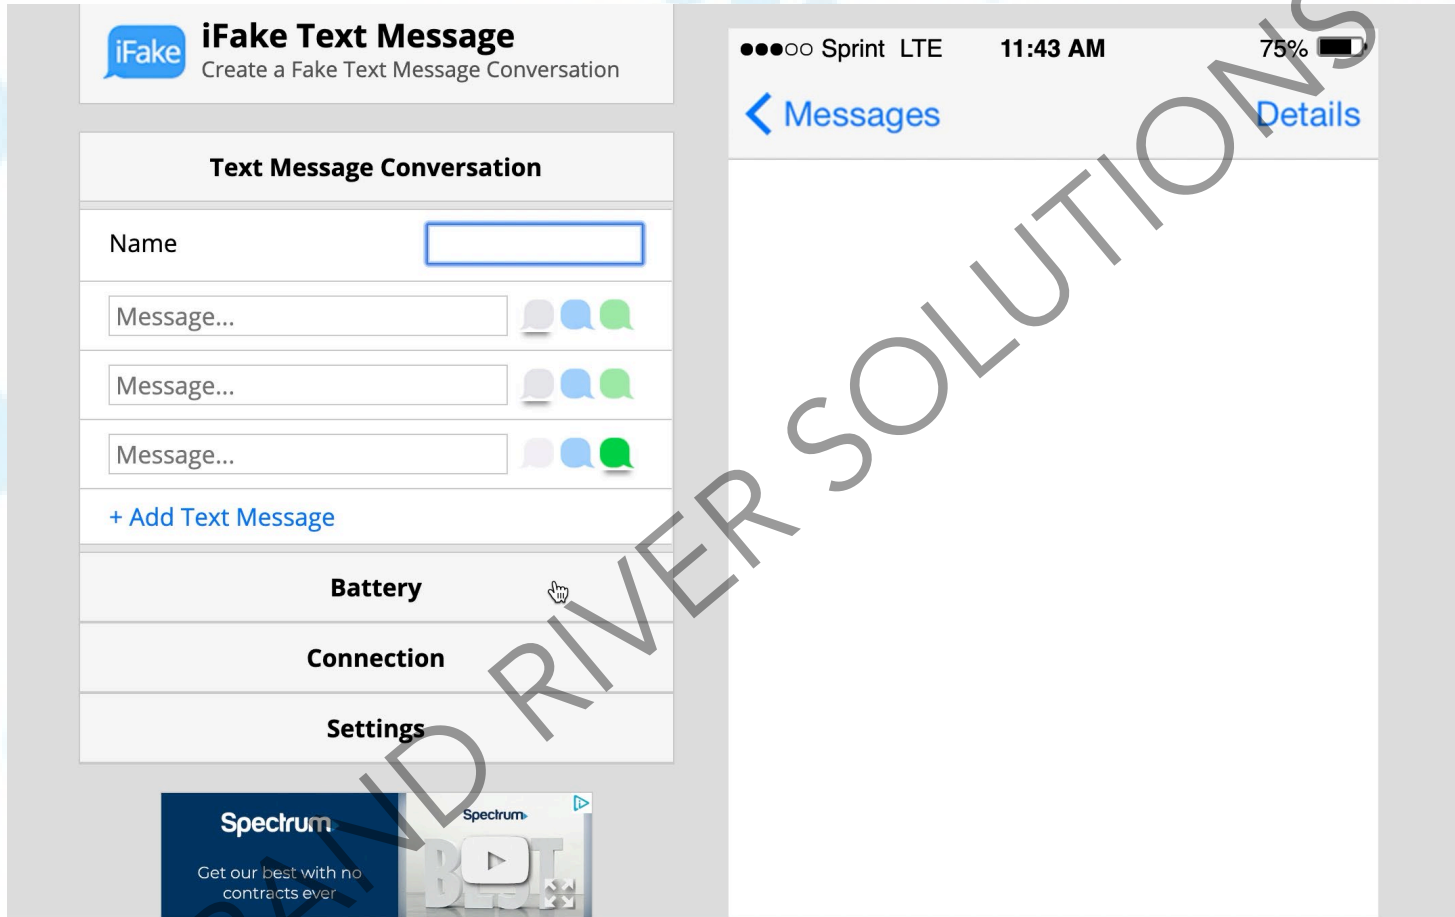 iFake
iFake Text Message
Create a Fake Text Message Conversation
Text Message Conversation
Name
Message...
Message...
Message...
+ Add Text Message
Battery
Connection
Settings
Spectrum
Get our best with no
contracts ever
Spectrum
BEST
Sprint LTE 11:43 AM 75%
Messages Details
RAND RIVER SOLUTIONS